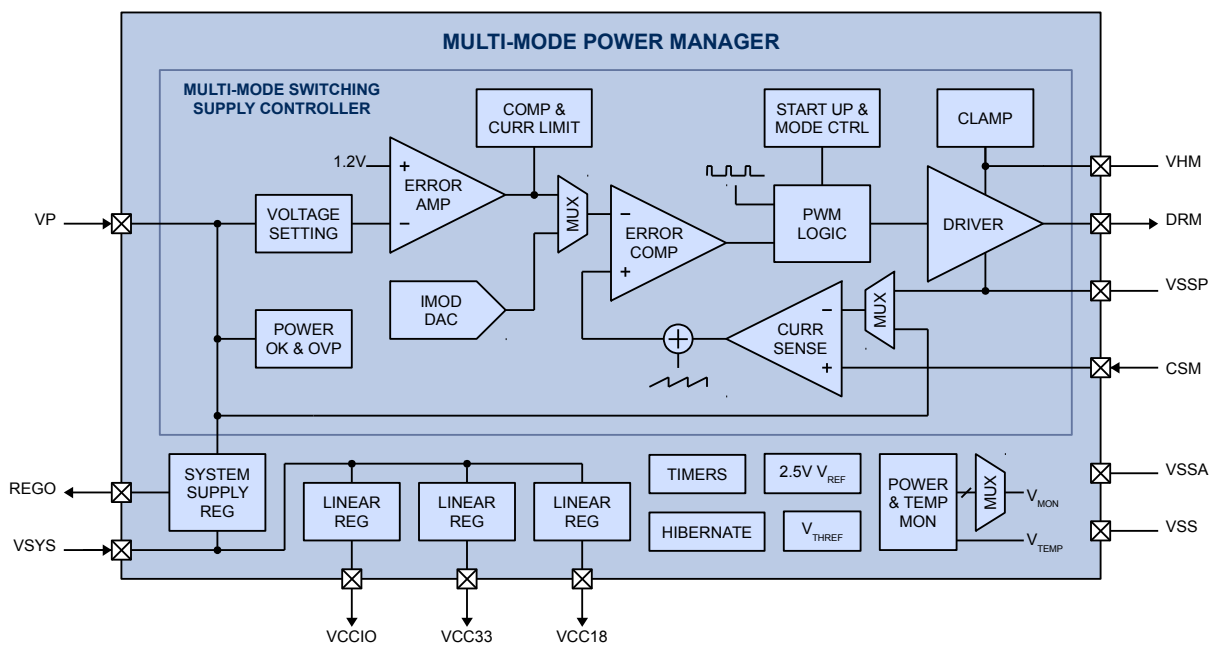 MULTI-MODE POWER MANAGER
MULTI-MODE SWITCHING
SUPPLY CONTROLLER
COMP &
CURR LIMIT
START UP &
MODE CTRL
CLAMP
1.2V
+
ERROR
AMP
−
VHM
VP
VOLTAGE
SETTING
MUX
−
ERROR
COMP
+
PWM
LOGIC
DRIVER
DRM
IMOD
DAC
MUX
VSSP
POWER
OK & OVP
−
CURR
SENSE
+
CSM
SYSTEM
SUPPLY
REG
REGO
VSYS
LINEAR
REG
LINEAR
REG
LINEAR
REG
TIMERS
2.5V VREF
HIBERNATE
VTHREF
POWER
& TEMP
MON
MUX
VMON
VTEMP
VSSA
VSS
VCCIO
VCC33
VCC18